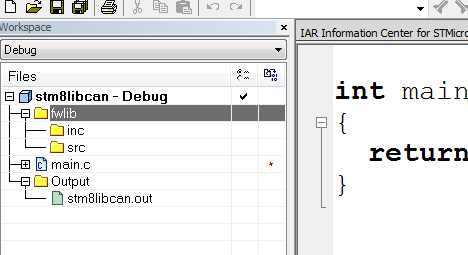 Workspace
Debug
Files
stm8libcan - Debug
fwlib
inc
src
main.c
Output
stm8libcan.out
IAR Information Center for STMicro
int main
{
return
}